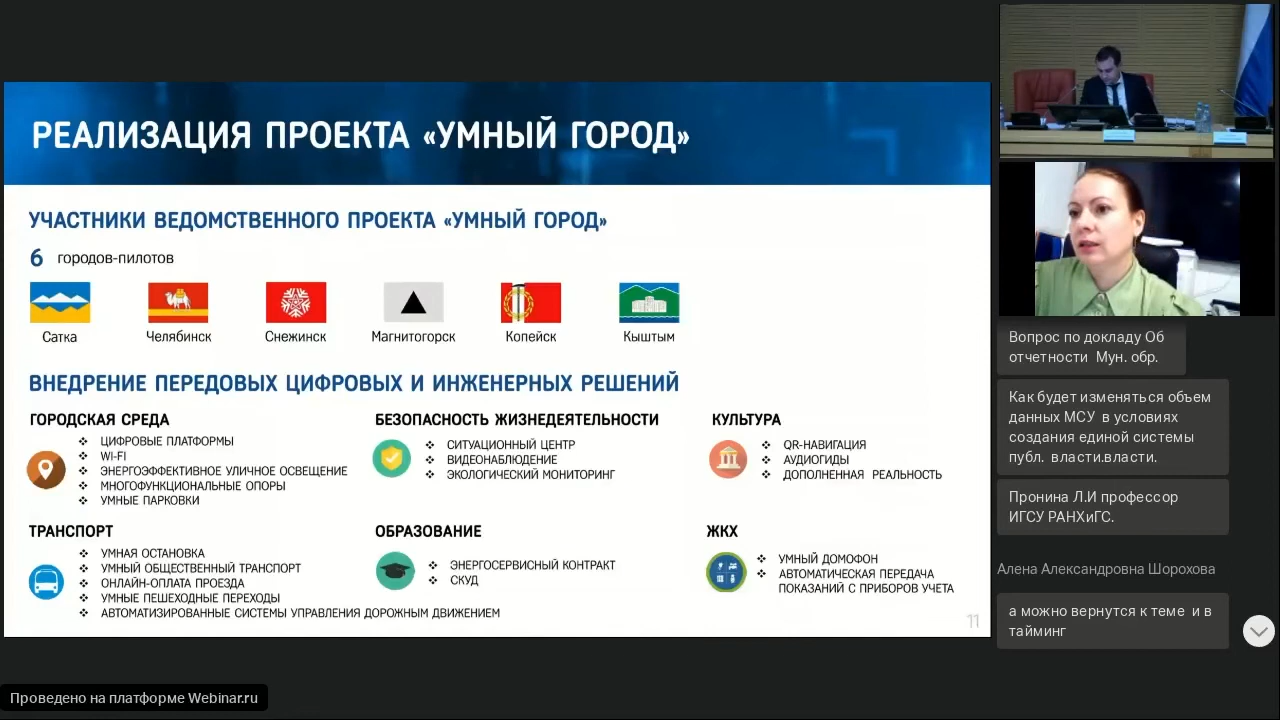 РЕАЛИЗАЦИЯ ПРОЕКТА «УМНЫЙ ГОРОД»
УЧАСТНИКИ ВЕДОМСТВЕННОГО ПРОЕКТА «УМНЫЙ ГОРОД»
6 городов-пилотов
Сатка
Челябинск
Снежинск
Магнитогорск
Копейск
Кыштым
ВНЕДРЕНИЕ ПЕРЕДОВЫХ ЦИФРОВЫХ И ИНЖЕНЕРНЫХ РЕШЕНИЙ
ГОРОДСКАЯ СРЕДА
ЦИФРОВЫЕ ПЛАТФОРМЫ
WI-FI
ЭНЕРГОЭФФЕКТИВНОЕ УЛИЧНОЕ ОСВЕЩЕНИЕ
МНОГОФУНКЦИОНАЛЬНЫЕ ОПОРЫ
УМНЫЕ ПАРКОВКИ
БЕЗОПАСНОСТЬ ЖИЗНЕДЕЯТЕЛЬНОСТИ
СИТУАЦИОННЫЙ ЦЕНТР
ВИДЕОНАБЛЮДЕНИЕ
ЭКОЛОГИЧЕСКИЙ МОНИТОРИНГ
КУЛЬТУРА
QR-НАВИГАЦИЯ
АУДИОГИДЫ
ДОПОЛНЕННАЯ РЕАЛЬНОСТЬ
ТРАНСПОРТ
УМНАЯ ОСТАНОВКА
УМНЫЙ ОБЩЕСТВЕННЫЙ ТРАНСПОРТ
ОНЛАЙН-ОПЛАТА ПРОЕЗДА
УМНЫЕ ПЕШЕХОДНЫЕ ПЕРЕХОДЫ
АВТОМАТИЗИРОВАННЫЕ СИСТЕМЫ УПРАВЛЕНИЯ ДОРОЖНЫМ ДВИЖЕНИЕМ
ОБРАЗОВАНИЕ
ЭНЕРГОСЕРВИСНЫЙ КОНТРАКТ
СКУД
ЖКХ
УМНЫЙ ДОМОФОН
АВТОМАТИЧЕСКАЯ ПЕРЕДАЧА
ПОКАЗАНИЙ С ПРИБОРОВ УЧЕТА
11
Вопрос по докладу Об
отчетности Мун. обр.
Как будет изменяться объем
данных МСУ в условиях
создания единой системы
публ. власти.власти.
Пронина Л.И профессор
ИГСУ РАНХиГС.
Алена Александровна Шорохова
а можно вернутся к теме и в
тайминг
Проведено на платформе Webinar.ru